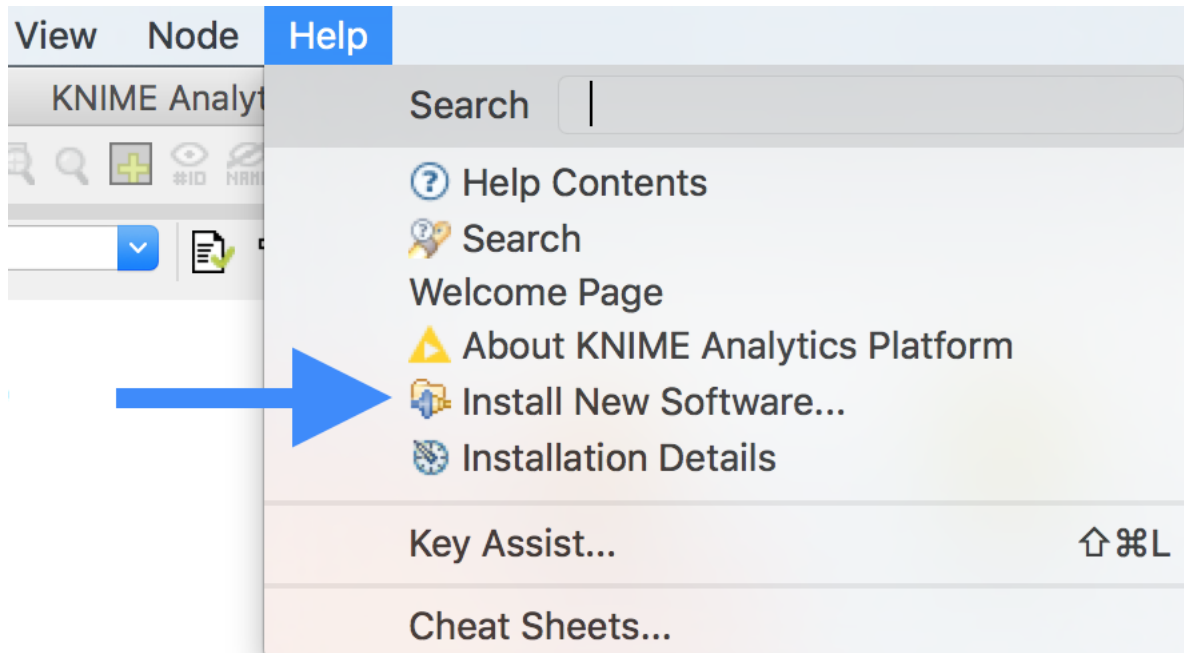 View Node Help
KNIME Analyt
Search
#ID
Help Contents
Search
Welcome Page
About KNIME Analytics Platform
Install New Software...
Installation Details
Key Assist... ⇧⌘L
Cheat Sheets...